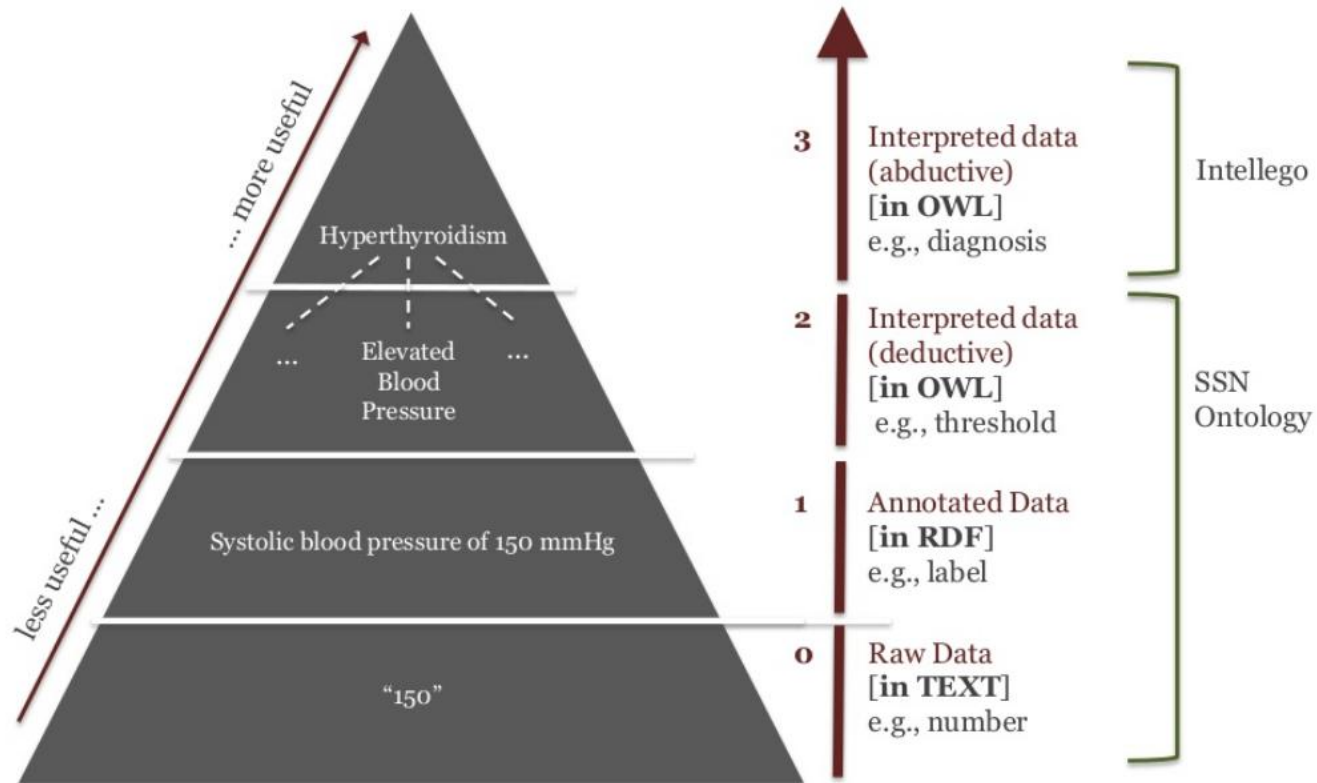 ... more useful
less useful ...
Hyperthyroidism
...
Elevated
Blood
Pressure
...
Systolic blood pressure of 150 mmHg
“150”
3
Interpreted data
(abductive)
[in OWL]
e.g., diagnosis
2
Interpreted data
(deductive)
[in OWL]
e.g., threshold
1
Annotated Data
[in RDF]
e.g., label
0
Raw Data
[in TEXT]
e.g., number
Intellego
SSN
Ontology